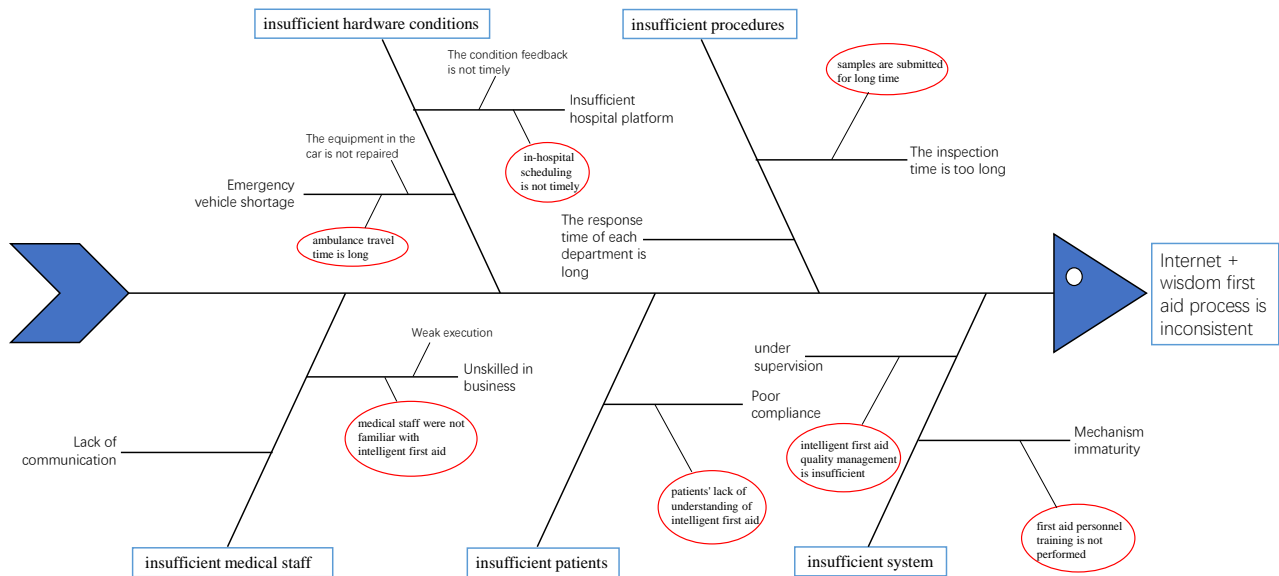 insufficient hardware conditions
insufficient procedures
The condition feedback
is not timely
samples are submitted
for long time
Insufficient
hospital platform
The equipment in the
car is not repaired
in-hospital
scheduling
is not timely
The inspection
time is too long
Emergency
vehicle shortage
ambulance travel
time is long
The response
time of each
department is
long
Internet +
wisdom first
aid process is
inconsistent
Weak execution
Unskilled in
business
under
supervision
Poor
compliance
medical staff were not
familiar with
intelligent first aid
Lack of
communication
intelligent first aid
quality management
is insufficient
Mechanism
immaturity
patients' lack of
understanding of
intelligent first aid
first aid personnel
training is not
performed
insufficient medical staff
insufficient patients
insufficient system